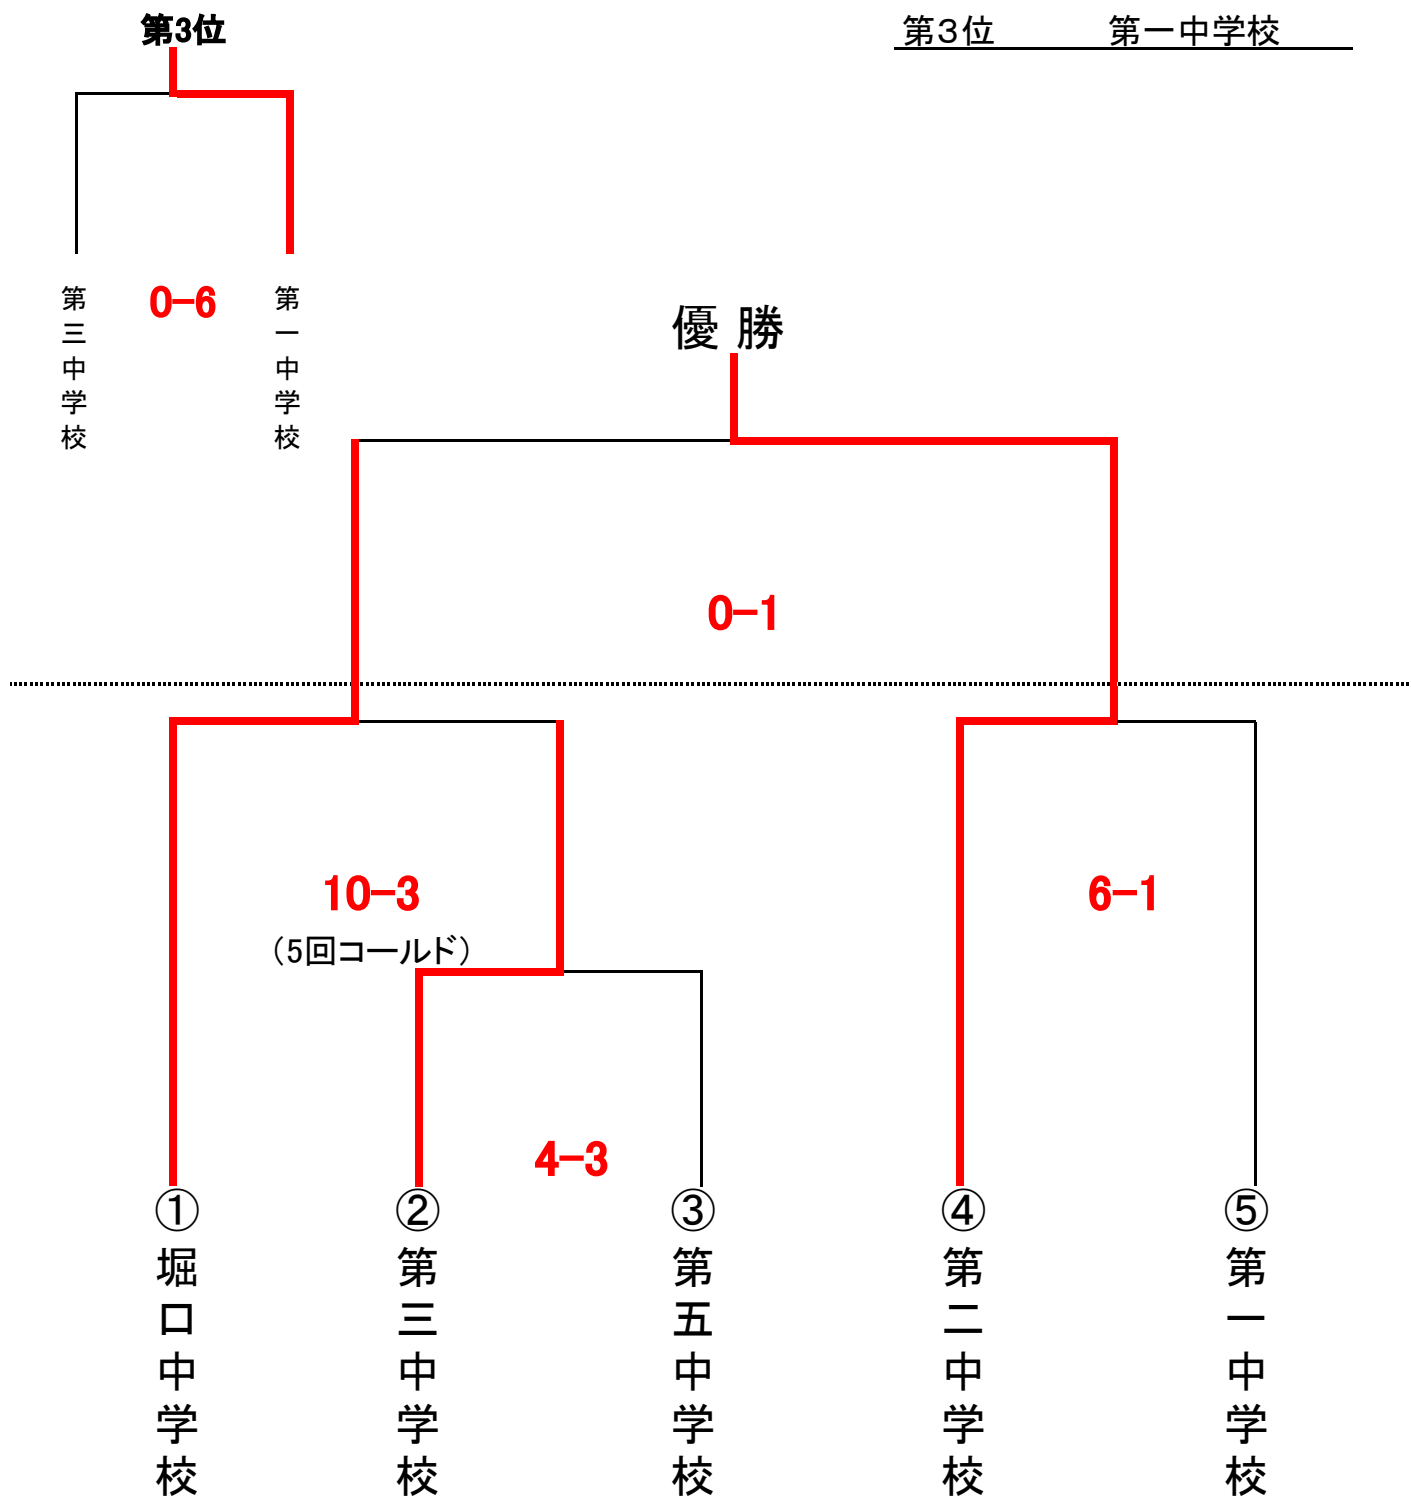 第3位
第３位 第一中学校
第三中学校
0-6
第一中学校
優勝
0-1
10-3
（5回コールド）
6-1
4-3
①堀口中学校
②第三中学校
③第五中学校
④第二中学校
⑤第一中学校